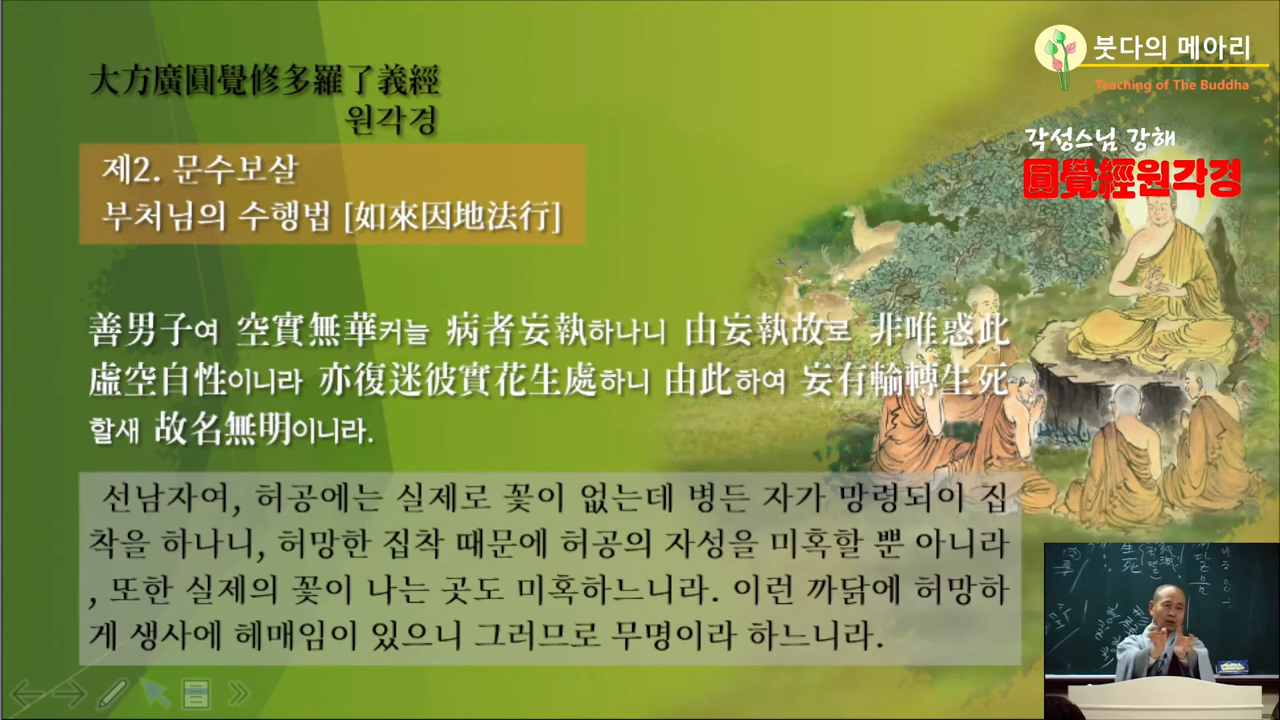 大方廣圓覺修多羅了義經
원각경
제2. 문수보살
부처님의 수행법 [如來因地法行]
善男子여 空實無華커늘 病者妄執하나니 由妄執故로 非唯惑此
虛空自性이니라 亦復迷彼實花生處하니 由此하여 妄有輪轉生死
할새 故名無明이니라.
선남자여, 허공에는 실제로 꽃이 없는데 병든 자가 망령되이 집
착을 하나니, 허망한 집착 때문에 허공의 자성을 미혹할 뿐 아니라
, 또한 실제의 꽃이 나는 곳도 미혹하느니라. 이런 까닭에 허망하
게 생사에 헤매임이 있으니 그러므로 무명이라 하느니라.
붓다의 메아리
Teaching of The Buddha
각성스님 강해
圓覺經원각경
生死